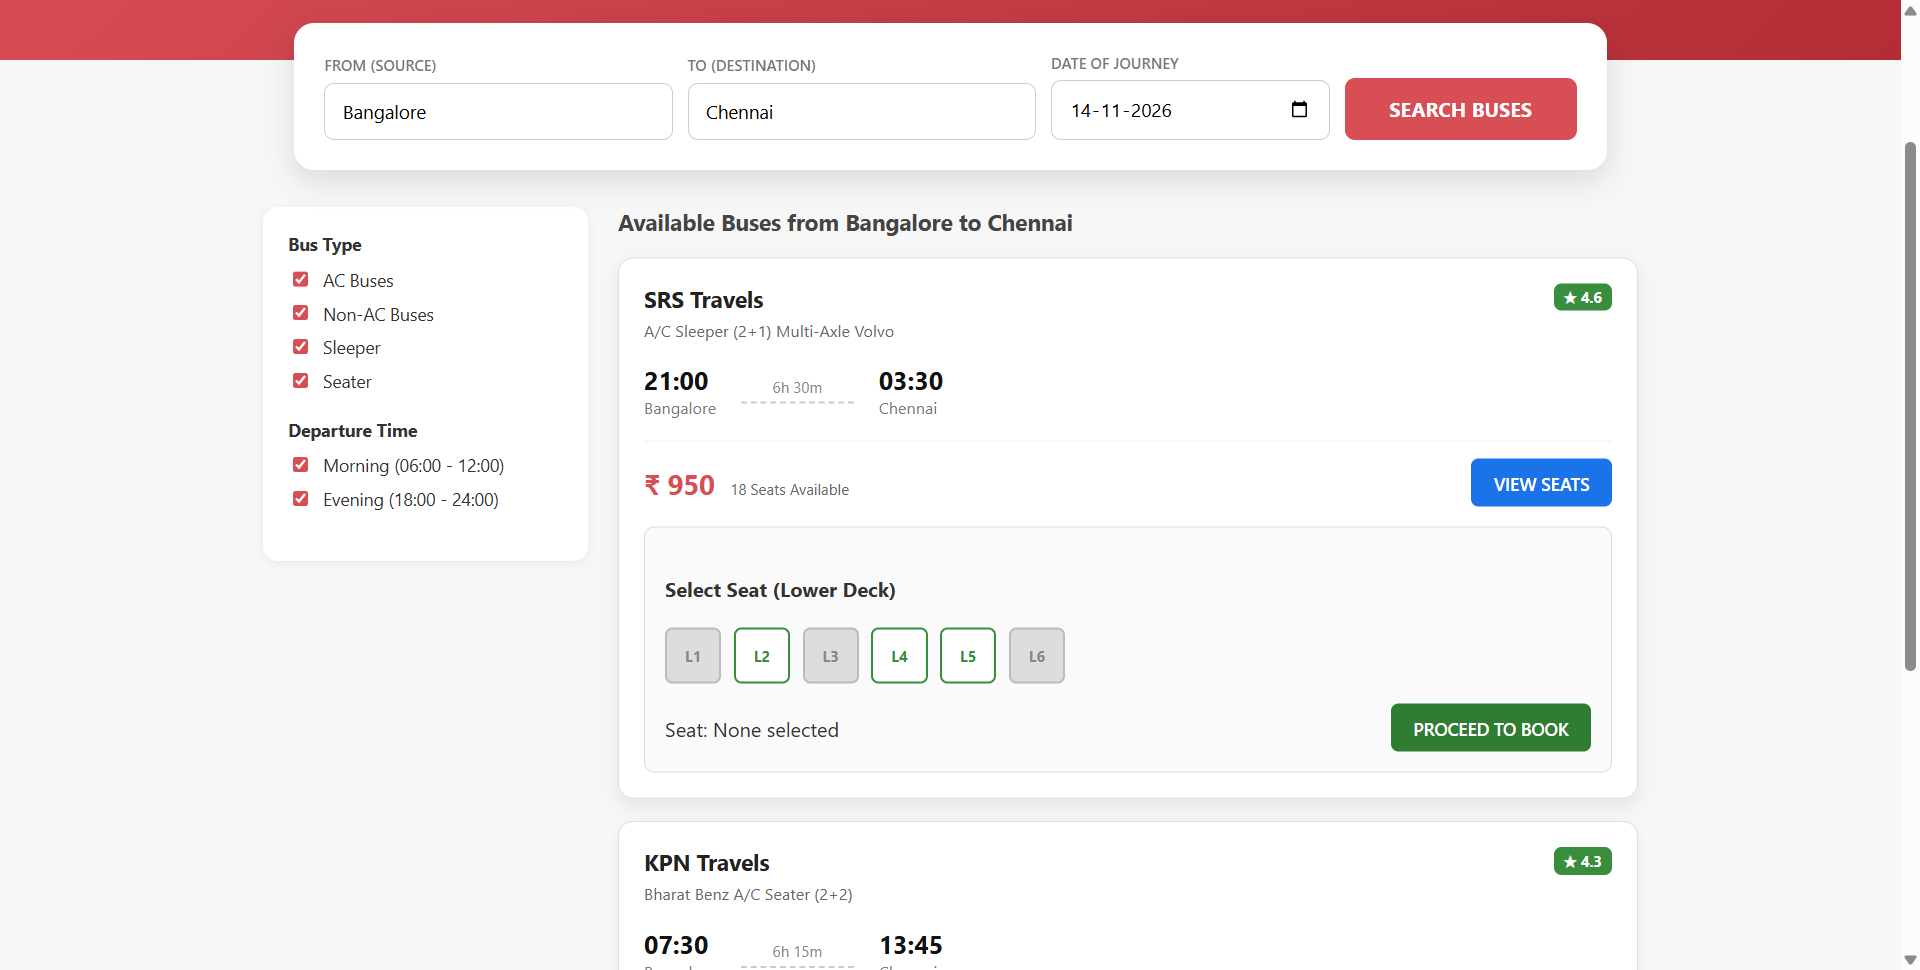 FROM (SOURCE)
Bangalore
TO (DESTINATION)
Chennai
DATE OF JOURNEY
14-11-2026
SEARCH BUSES
Bus Type
AC Buses
Non-AC Buses
Sleeper
Seater
Departure Time
Morning (06:00 - 12:00)
Evening (18:00 - 24:00)
Available Buses from Bangalore to Chennai
SRS Travels
★ 4.6
A/C Sleeper (2+1) Multi-Axle Volvo
21:00 6h 30m 03:30
Bangalore Chennai
₹ 950 18 Seats Available
VIEW SEATS
Select Seat (Lower Deck)
L1 L2 L3 L4 L5 L6
Seat: None selected
PROCEED TO BOOK
KPN Travels
★ 4.3
Bharat Benz A/C Seater (2+2)
07:30 6h 15m 13:45